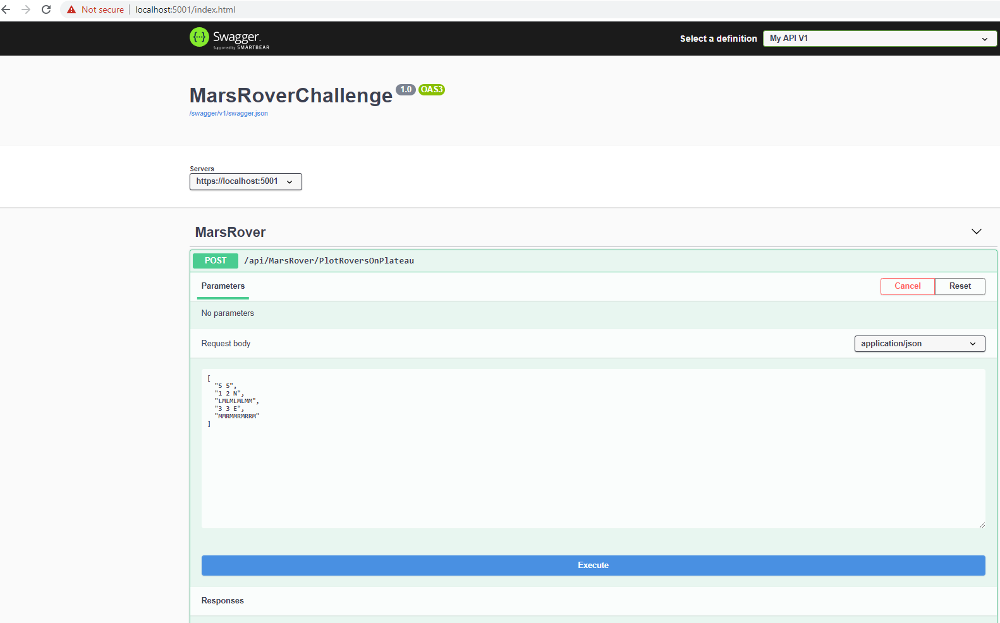 Not secure localhost:5001/index.html
Swagger.
Supported by SMARTBEAR
Select a definition My API V1
MarsRoverChallenge 1.0 OAS3
/swagger/v1/swagger.json
Servers
https://localhost:5001
MarsRover
POST /api/MarsRover/PlotRoversOnPlateau
Parameters Cancel Reset
No parameters
Request body application/json
[
"5 5",
"1 2 N",
"LMLMLMLMM",
"3 3 E",
"MMRMMRMRRM"
]
Execute
Responses